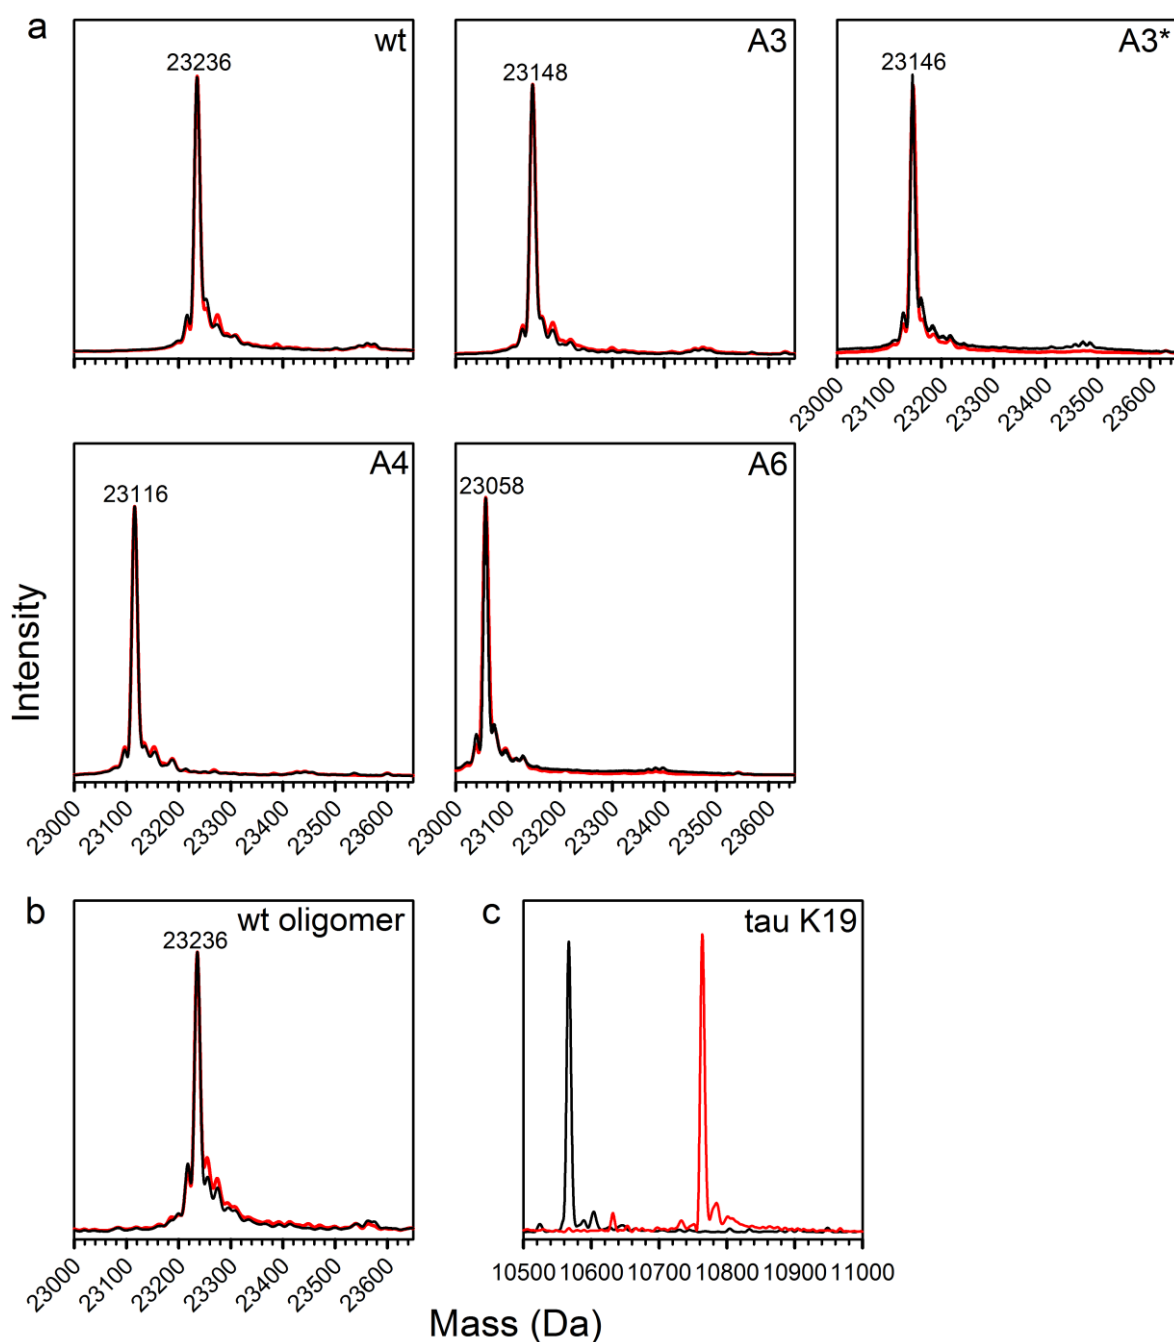 a
wt
23236
A3
23148
A3*
23146
23000 23100 23200 23300 23400 23500 23600
A4
23116
23000 23100 23200 23300 23400 23500 23600
A6
23058
23000 23100 23200 23300 23400 23500 23600
Intensity
b
wt oligomer
23236
23000 23100 23200 23300 23400 23500 23600
c
tau K19
10500 10600 10700 10800 10900 11000
Mass (Da)